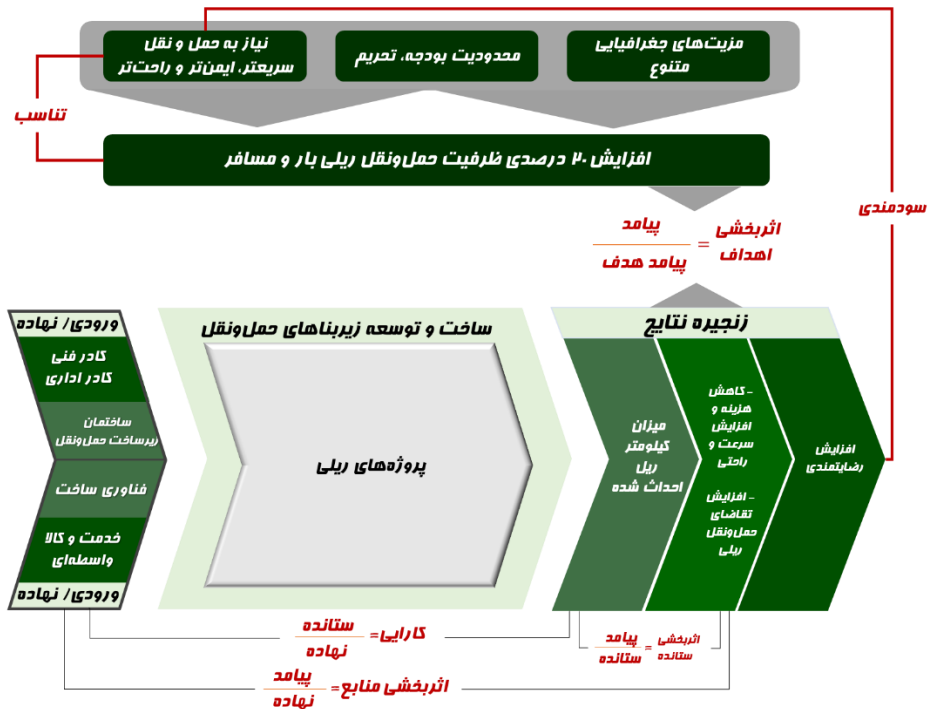 مزیت‌های جغرافیایی
متنوع
محدودیت بودجه، تحریم
نیاز به حمل و نقل
سریعتر، ایمن‌تر و راحت‌تر
تناسب
افزایش ۲۰ درصدی ظرفیت حمل‌ونقل ریلی بار و مسافر
سودمندی
اثربخشی
اهداف
=
پیامد
پیامد هدف
ورودی/ نهاده
کادر فنی
کادر اداری
ساختمان
زیرساخت حمل‌ونقل
فناوری ساخت
خدمت و کالا
واسطه‌ای
ورودی/ نهاده
ساخت و توسعه زیربناهای حمل‌ونقل
پروژه‌های ریلی
زنجیره نتایج
میزان
کیلومتر
ریل
احداث شده
- کاهش
هزینه و
افزایش
سرعت و
راحتی
- افزایش
تقاضای
حمل‌ونقل
ریلی
افزایش
رضایتمندی
کارایی=
ستانده
نهاده
اثربخشی
ستانده
=
پیامد
ستانده
اثربخشی منابع=
پیامد
نهاده